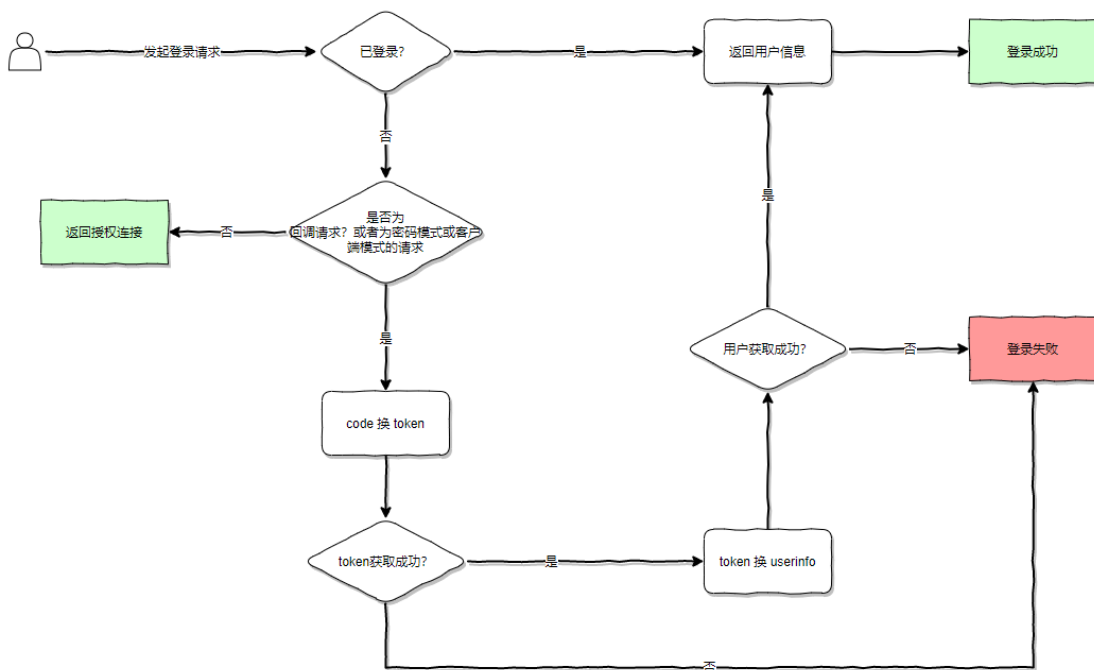 发起登录请求
已登录?
是
返回用户信息
登录成功
否
是否为
回调请求? 或者为密码模式或客户
端模式的请求
否
返回授权连接
是
是
用户获取成功?
否
登录失败
code 换 token
token获取成功?
是
token 换 userinfo
否